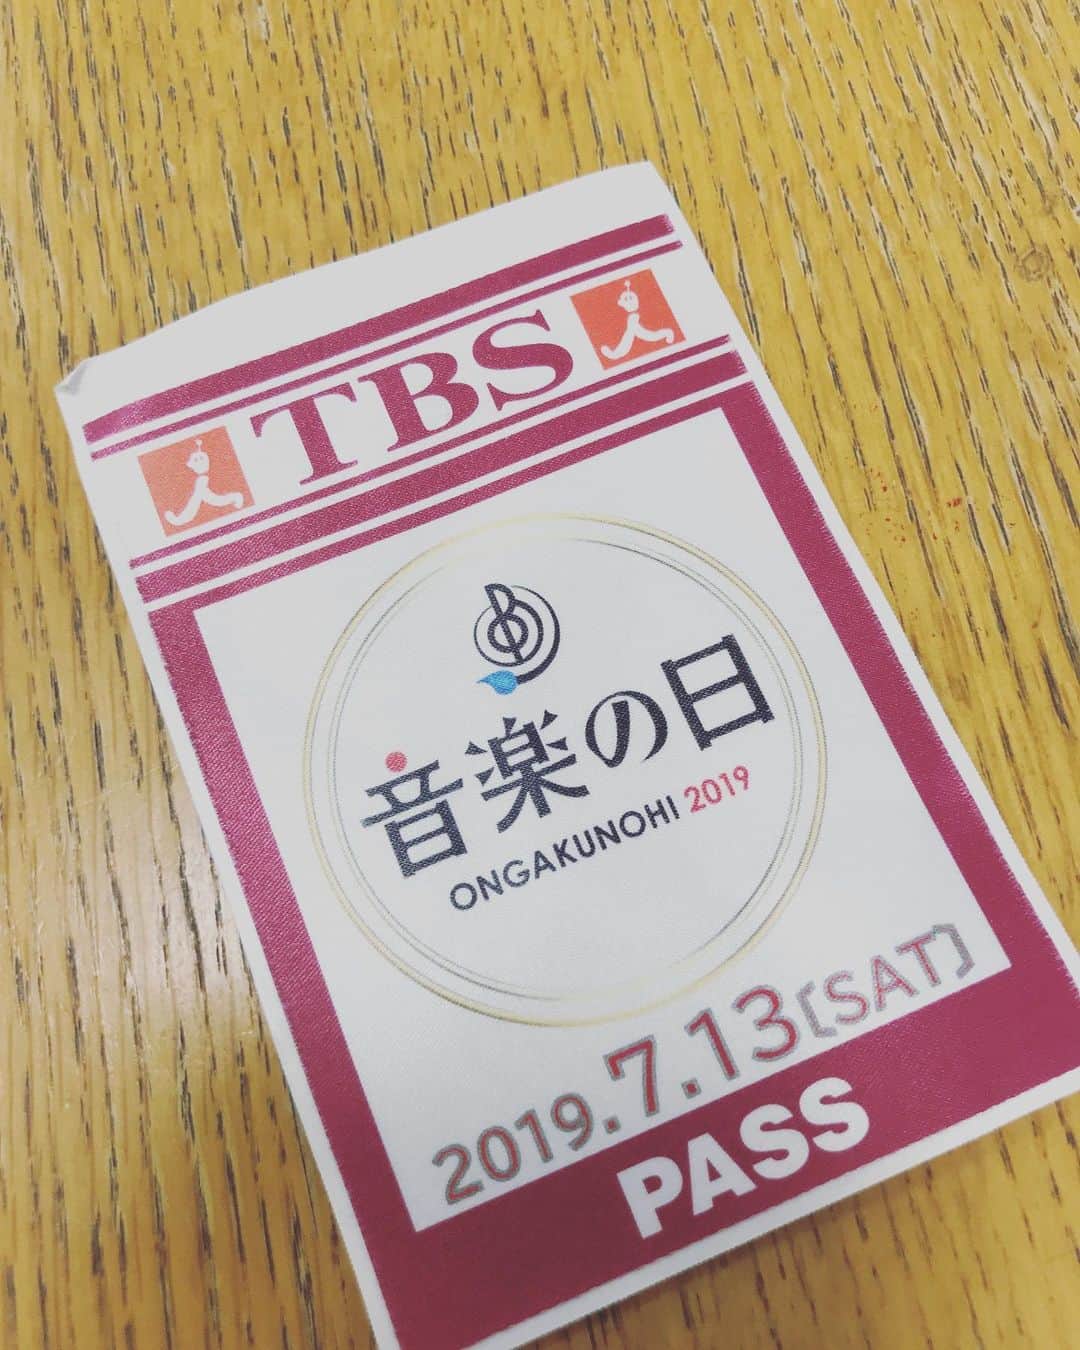 TBS
音楽の日
ONGAKUNOHI 2019
2019.7.13[SAT]
PASS